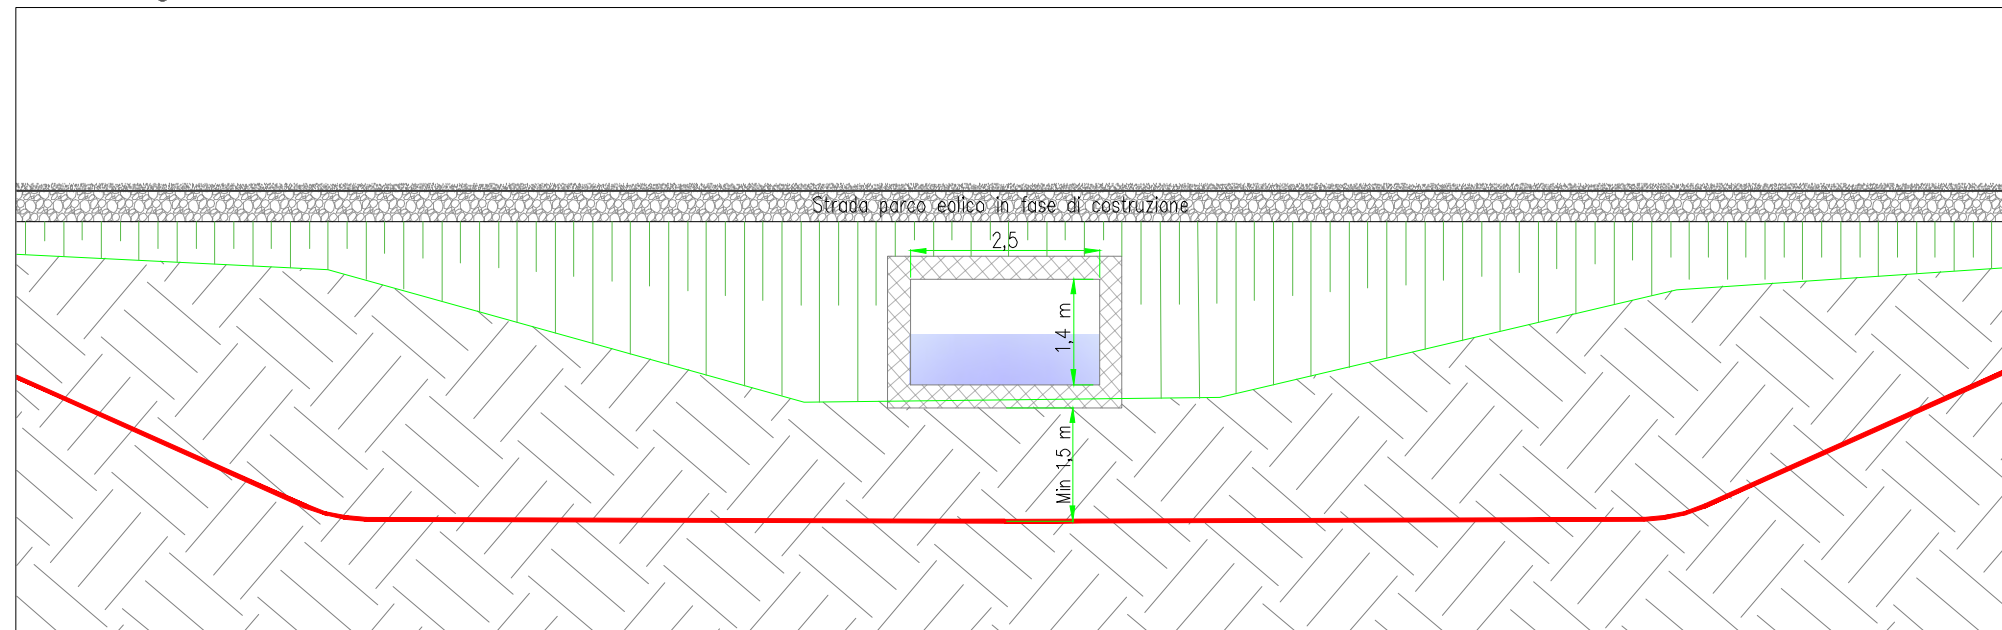 Strada parco eolico in fase di costruzione
2,5
1,4 m
Min 1,5 m